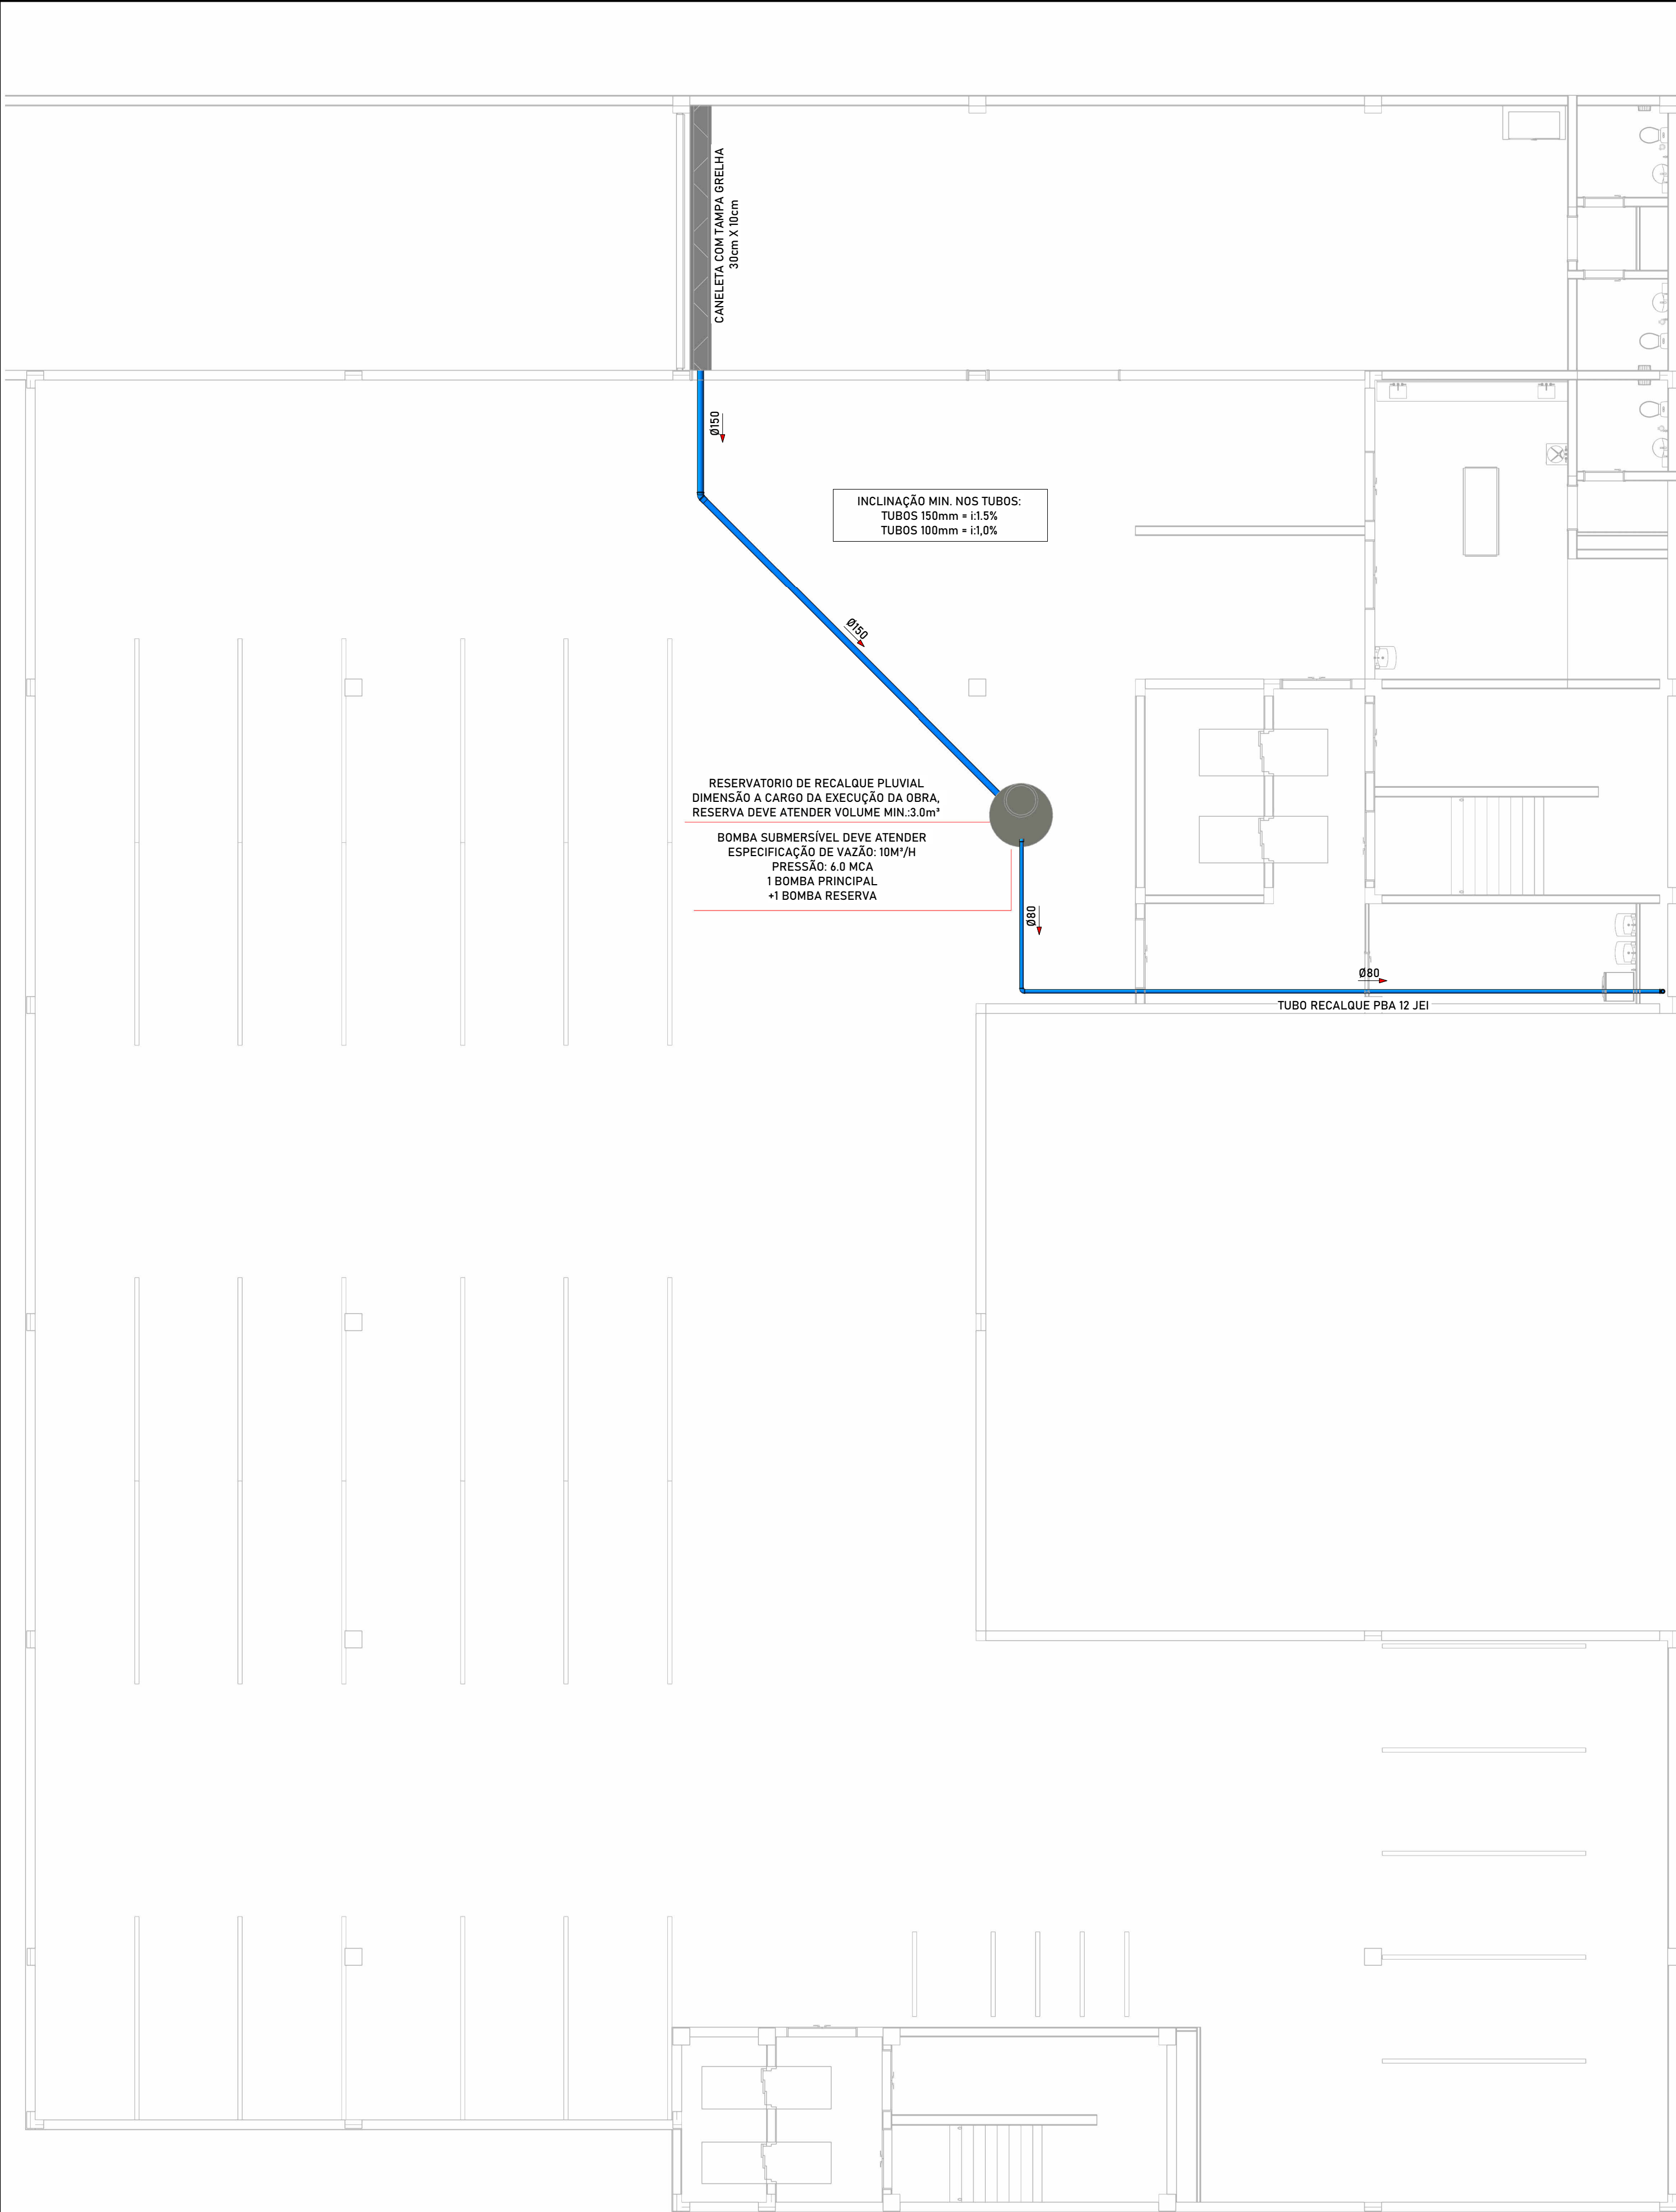 CANELETA COM TAMPA GRELHA
30cm X 10cm
Ø150
INCLINAÇÃO MIN. NOS TUBOS:
TUBOS 150mm = i:1.5%
TUBOS 100mm = i:1,0%
Ø150
RESERVATORIO DE RECALQUE PLUVIAL
DIMENSÃO A CARGO DA EXECUÇÃO DA OBRA,
RESERVA DEVE ATENDER VOLUME MIN.:3.0m³
BOMBA SUBMERSÍVEL DEVE ATENDER
ESPECIFICAÇÃO DE VAZÃO: 10M³/H
PRESSÃO: 6.0 MCA
1 BOMBA PRINCIPAL
+1 BOMBA RESERVA
Ø80
Ø80
TUBO RECALQUE PBA 12 JEI